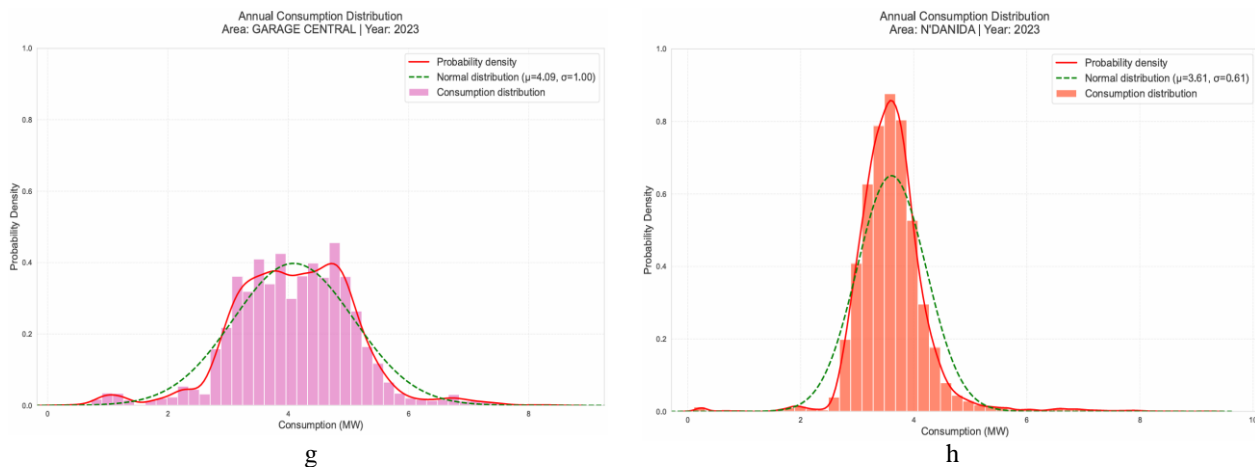 Annual Consumption Distribution
Area: GARAGE CENTRAL | Year: 2023
1.0
0.8
0.6
0.4
0.2
0.0
Probability Density
Probability density
Normal distribution (μ=4.09, σ=1.00)
Consumption distribution
0
2
4
6
8
Consumption (MW)
g
Annual Consumption Distribution
Area: N'DANIDA | Year: 2023
1.0
0.8
0.6
0.4
0.2
0.0
Probability Density
Probability density
Normal distribution (μ=3.61, σ=0.61)
Consumption distribution
0
2
4
6
8
10
Consumption (MW)
h